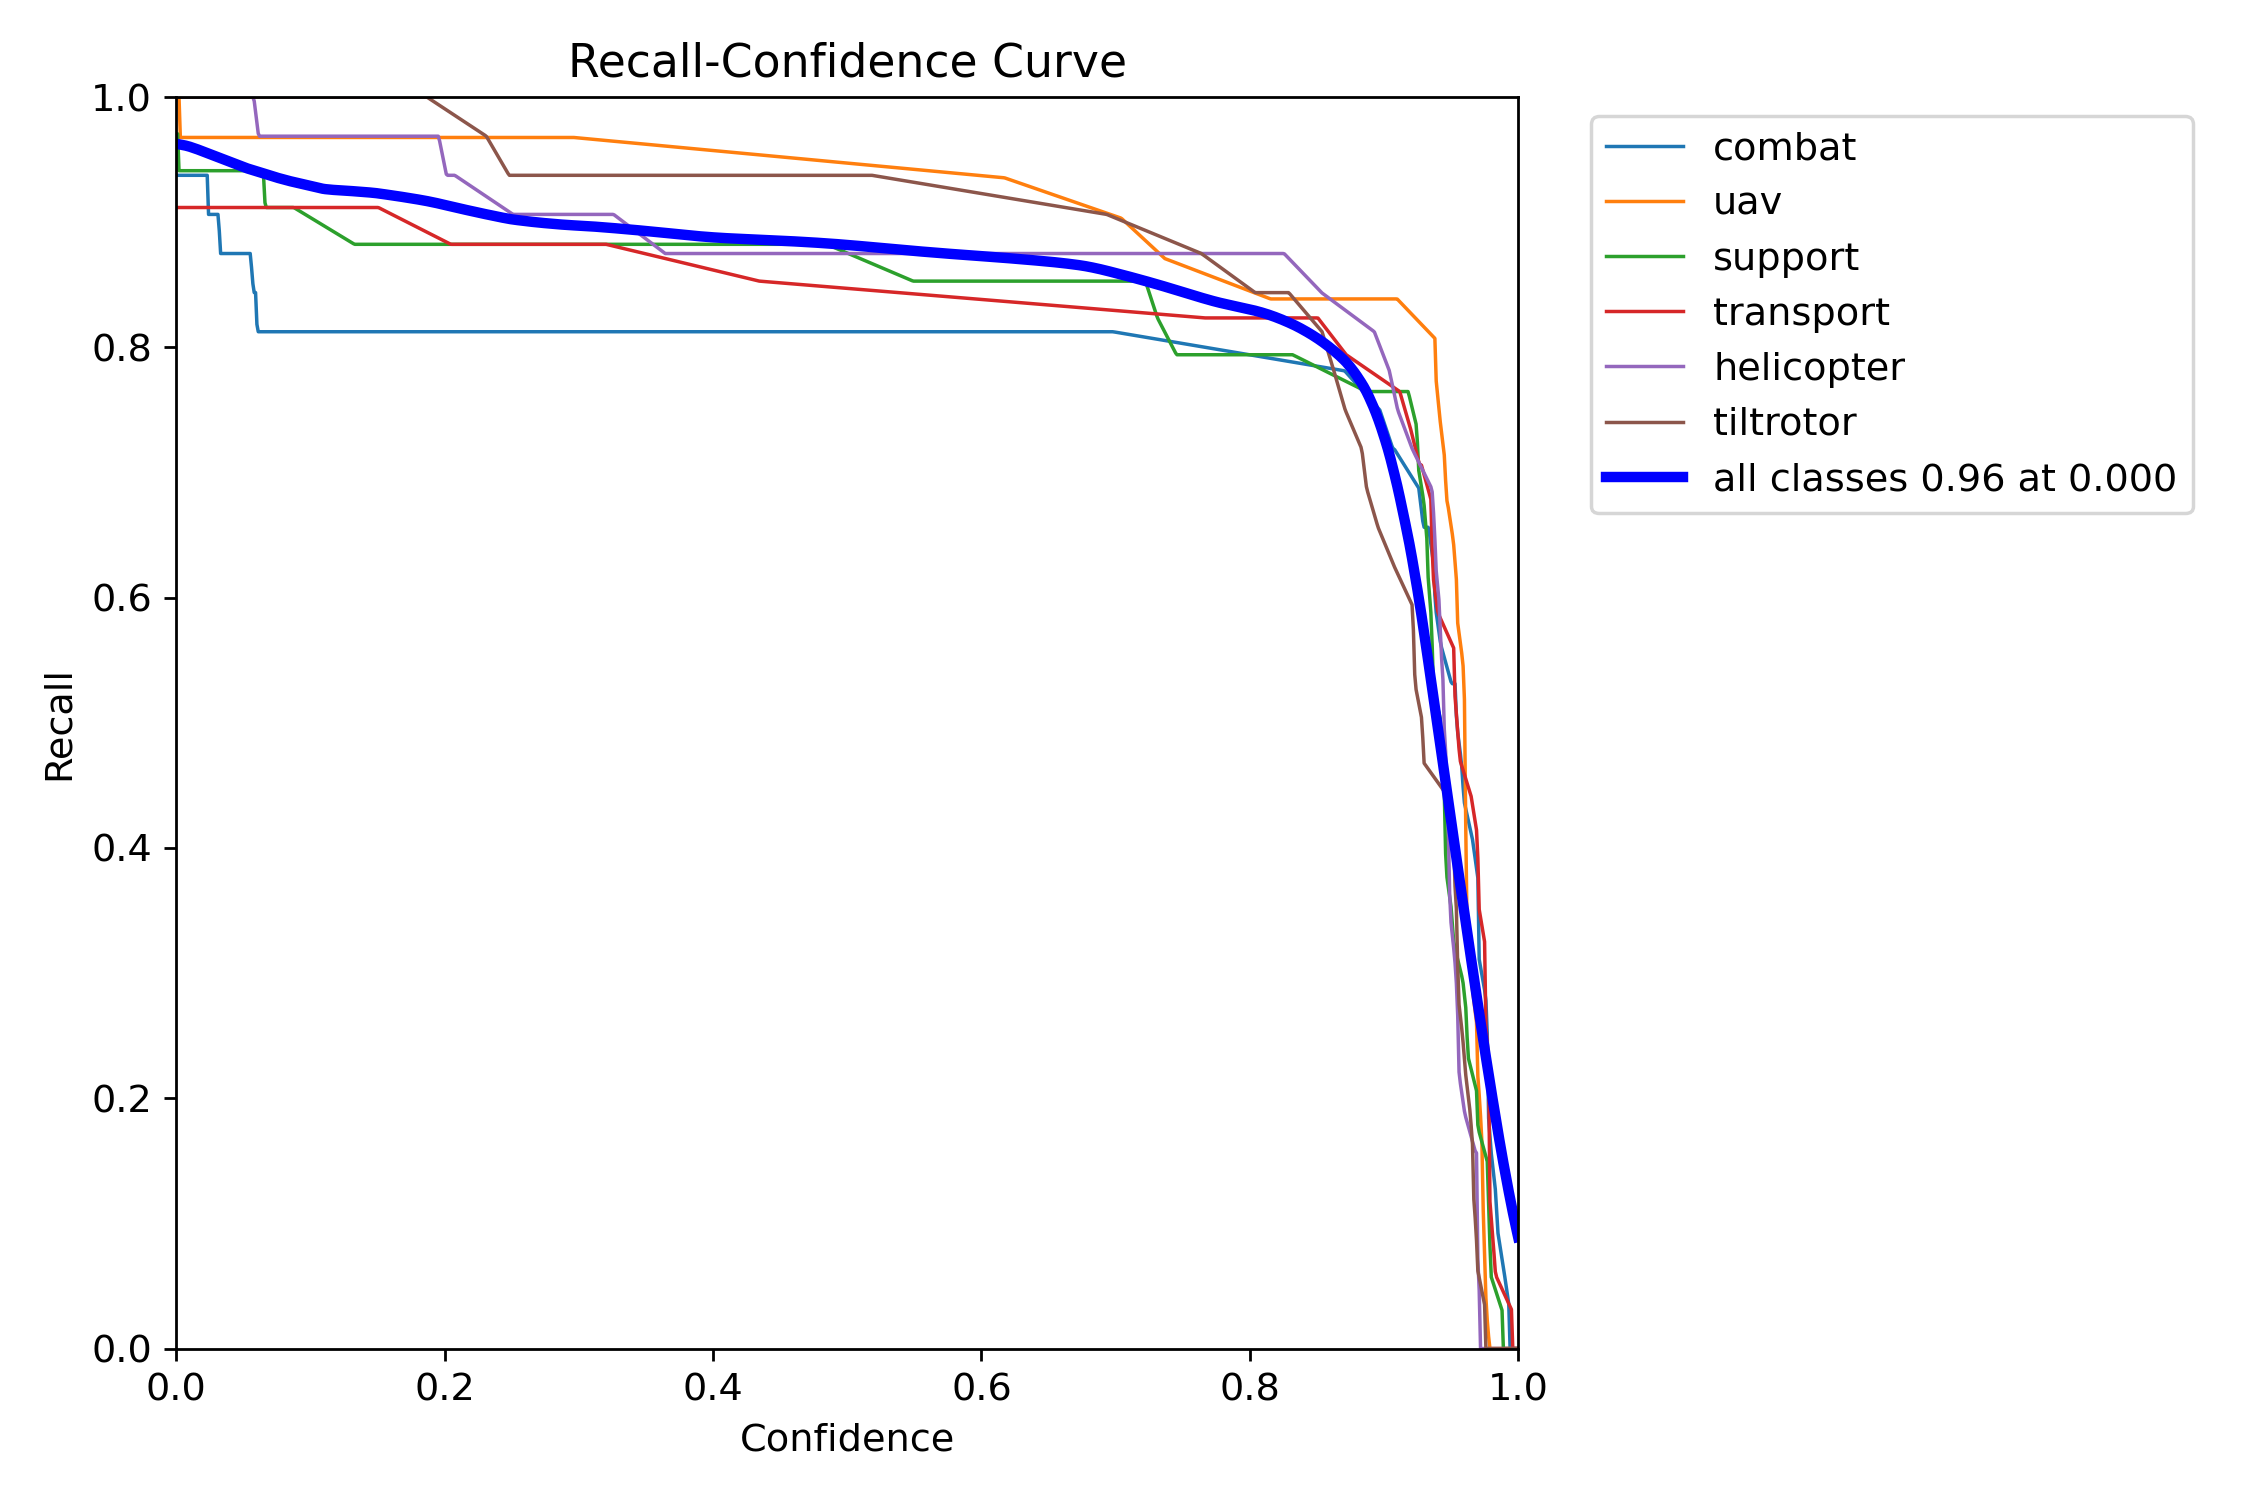 Recall-Confidence Curve
1.0
0.8
0.6
0.4
0.2
0.0
Recall
0.0 0.2 0.4 0.6 0.8 1.0
Confidence
combat
uav
support
transport
helicopter
tiltrotor
all classes 0.96 at 0.000